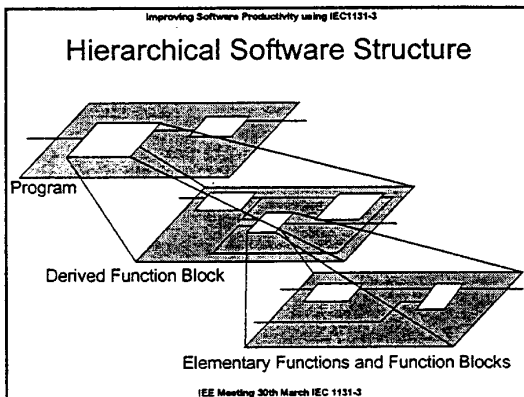 Improving Software Productivity using IEC1131-3
Hierarchical Software Structure
Program
Derived Function Block
Elementary Functions and Function Blocks
IEE Meeting 30th March IEC 1131-3